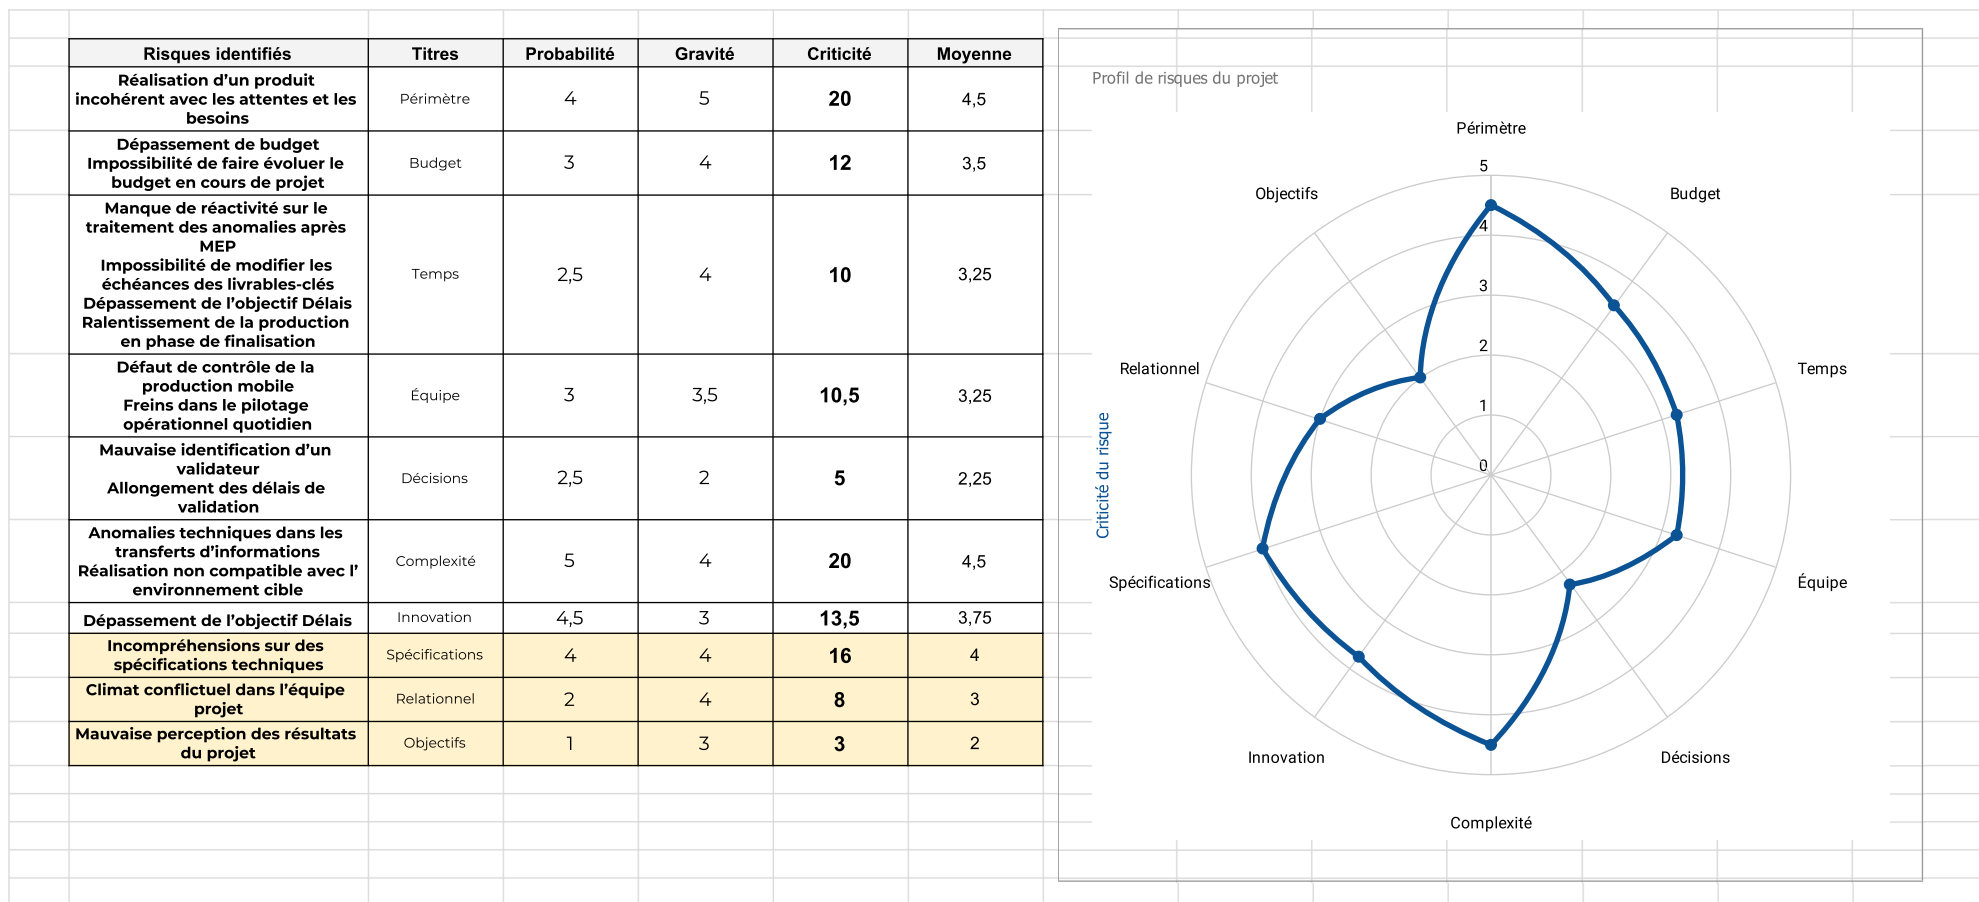 Risques identifiés Titres Probabilité Gravité Criticité Moyenne
Réalisation d’un produit
incohérent avec les attentes et les
besoins
Périmètre 4 5 20 4,5
Dépassement de budget
Impossibilité de faire évoluer le
budget en cours de projet
Budget 3 4 12 3,5
Manque de réactivité sur le
traitement des anomalies après
MEP
Impossibilité de modifier les
échéances des livrables-clés
Dépassement de l’objectif Délais
Ralentissement de la production
en phase de finalisation
Temps 2,5 4 10 3,25
Défaut de contrôle de la
production mobile
Freins dans le pilotage
opérationnel quotidien
Équipe 3 3,5 10,5 3,25
Mauvaise identification d’un
validateur
Allongement des délais de
validation
Décisions 2,5 2 5 2,25
Anomalies techniques dans les
transferts d’informations
Réalisation non compatible avec l’
environnement cible
Complexité 5 4 20 4,5
Dépassement de l’objectif Délais Innovation 4,5 3 13,5 3,75
Incompréhensions sur des
spécifications techniques
Spécifications 4 4 16 4
Climat conflictuel dans l’équipe
projet
Relationnel 2 4 8 3
Mauvaise perception des résultats
du projet
Objectifs 1 3 3 2
Profil de risques du projet
Criticité du risque
Périmètre
Budget
Temps
Équipe
Décisions
Complexité
Innovation
Spécifications
Relationnel
Objectifs
5
4
3
2
1
0